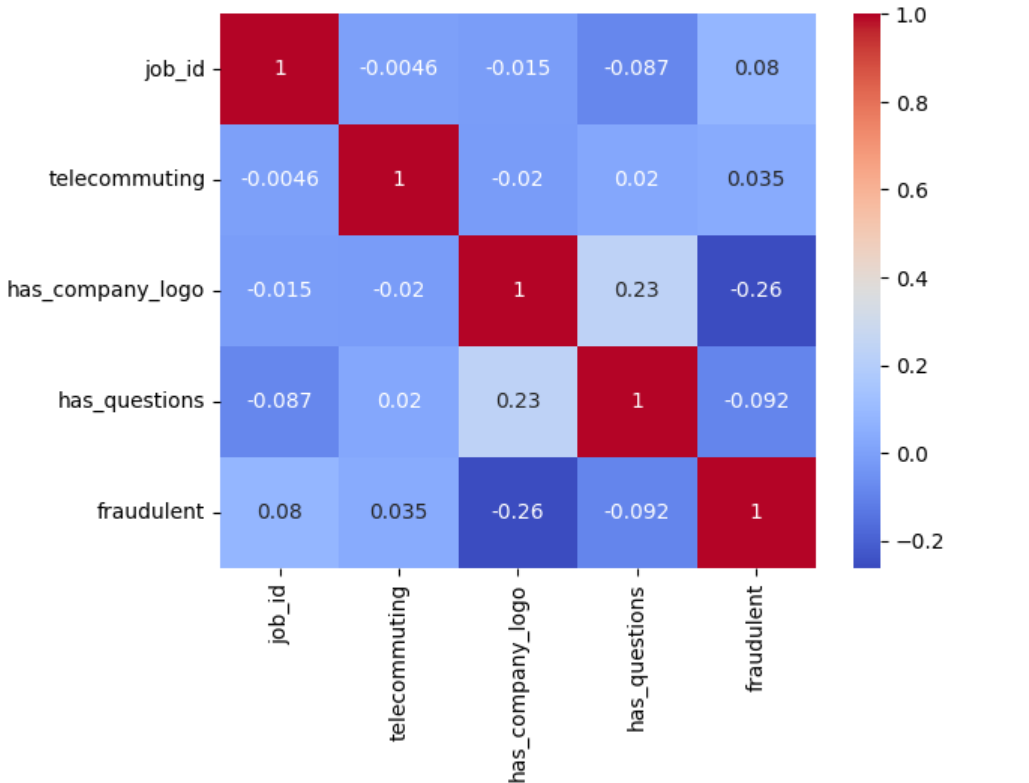 1.0
job_id 1 -0.0046 -0.015 -0.087 0.08
0.8
telecommuting -0.0046 1 -0.02 0.02 0.035
0.6
has_company_logo -0.015 -0.02 1 0.23 -0.26
0.4
0.2
has_questions -0.087 0.02 0.23 1 -0.092
0.0
fraudulent 0.08 0.035 -0.26 -0.092 1
−0.2
job_id
telecommuting
has_company_logo
has_questions
fraudulent